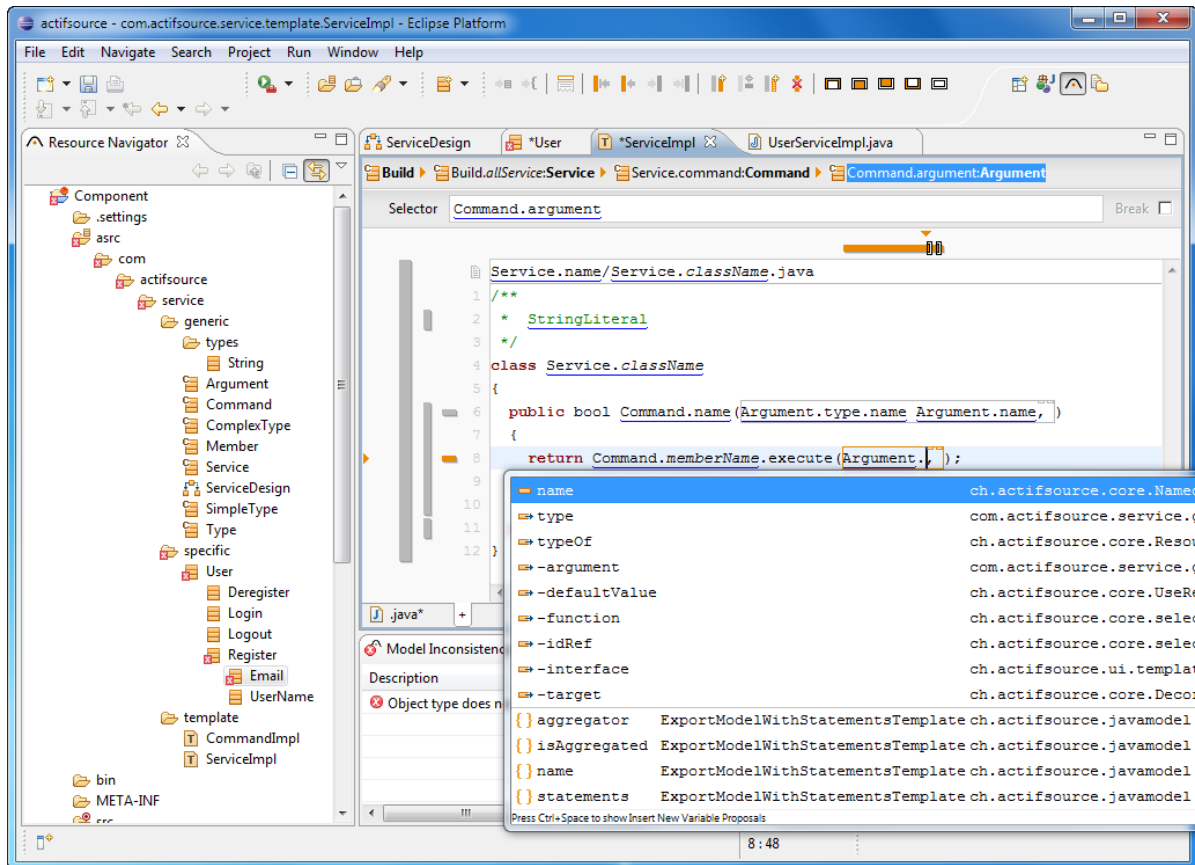 actifsource - com.actifsource.service.template.ServiceImpl - Eclipse Platform
File Edit Navigate Search Project Run Window Help
Resource Navigator
Component
.settings
asrc
com
actifsource
service
generic
types
String
Argument
Command
ComplexType
Member
Service
ServiceDesign
SimpleType
Type
specific
User
Deregister
Login
Logout
Register
Email
UserName
template
CommandImpl
ServiceImpl
bin
META-INF
src
ServiceDesign *User *ServiceImpl UserServiceImpl.java
Build Build.allService:Service Service.command:Command Command.argument:Argument
Selector Command.argument Break
Service.name/Service.className.java
1 /**
2 * StringLiteral
3 */
4 class Service.className
5 {
6 public bool Command.name(Argument.type.name Argument.name, )
7 {
8 return Command.memberName.execute(Argument., );
9
10
11
12 }
name ch.actifsource.core.Named
type com.actifsource.service.g
typeOf ch.actifsource.core.Resou
-argument com.actifsource.service.g
-defaultValue ch.actifsource.core.UseRe
-function ch.actifsource.core.selec
-idRef ch.actifsource.core.selec
-interface ch.actifsource.ui.templat
-target ch.actifsource.core.Decor
{} aggregator ExportModelWithStatementsTemplate ch.actifsource.javamodel
{} isAggregated ExportModelWithStatementsTemplate ch.actifsource.javamodel
{} name ExportModelWithStatementsTemplate ch.actifsource.javamodel
{} statements ExportModelWithStatementsTemplate ch.actifsource.javamodel
Press Ctrl+Space to show Insert New Variable Proposals
.java* +
Model Inconsistenc
Description
Object type does n
8:48